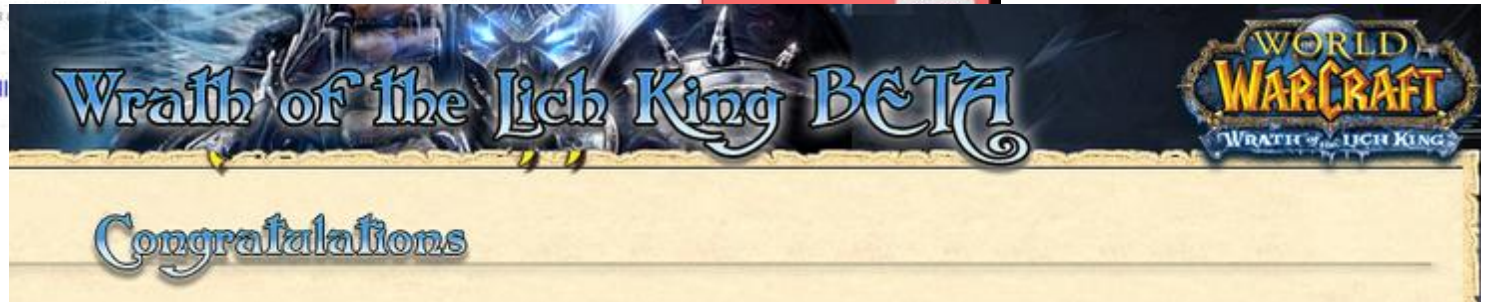 Wrath of the Lich King BETA
WORLD
WARCRAFT
WRATH of the LICH KING
Congratulations